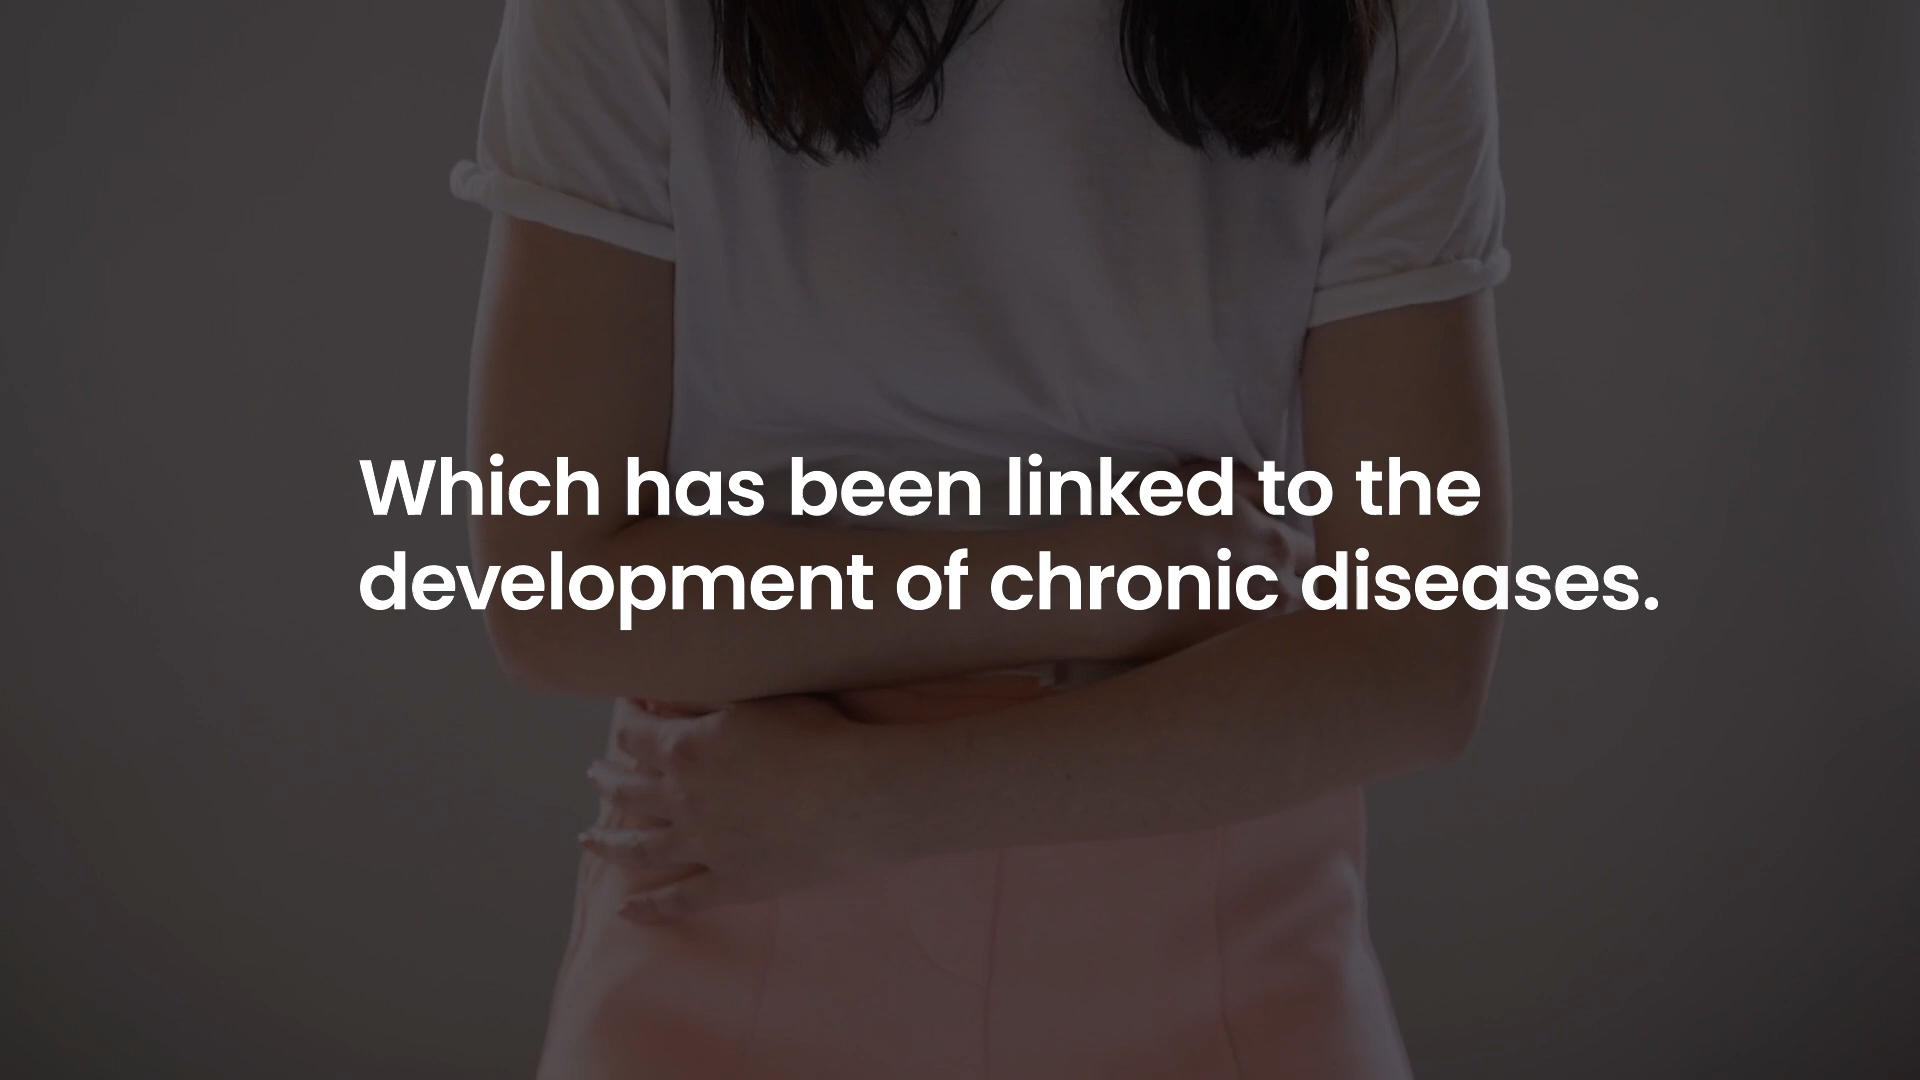 Which has been linked to the
development of chronic diseases.